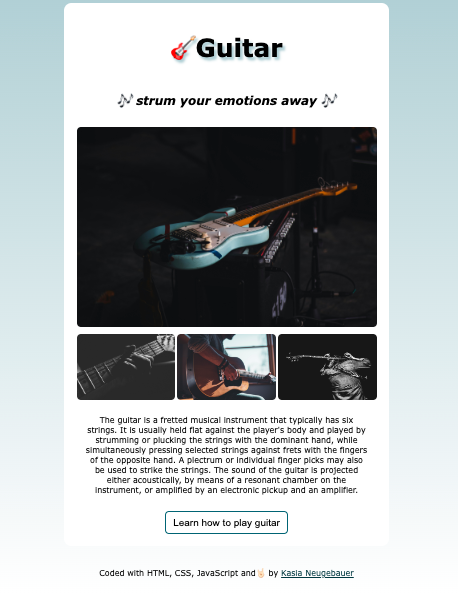 🎸Guitar
🎶 strum your emotions away 🎶
The guitar is a fretted musical instrument that typically has six
strings. It is usually held flat against the player's body and played by
strumming or plucking the strings with the dominant hand, while
simultaneously pressing selected strings against frets with the fingers
of the opposite hand. A plectrum or individual finger picks may also
be used to strike the strings. The sound of the guitar is projected
either acoustically, by means of a resonant chamber on the
instrument, or amplified by an electronic pickup and an amplifier.
Learn how to play guitar
Coded with HTML, CSS, JavaScript and🤘🏻 by Kasia Neugebauer